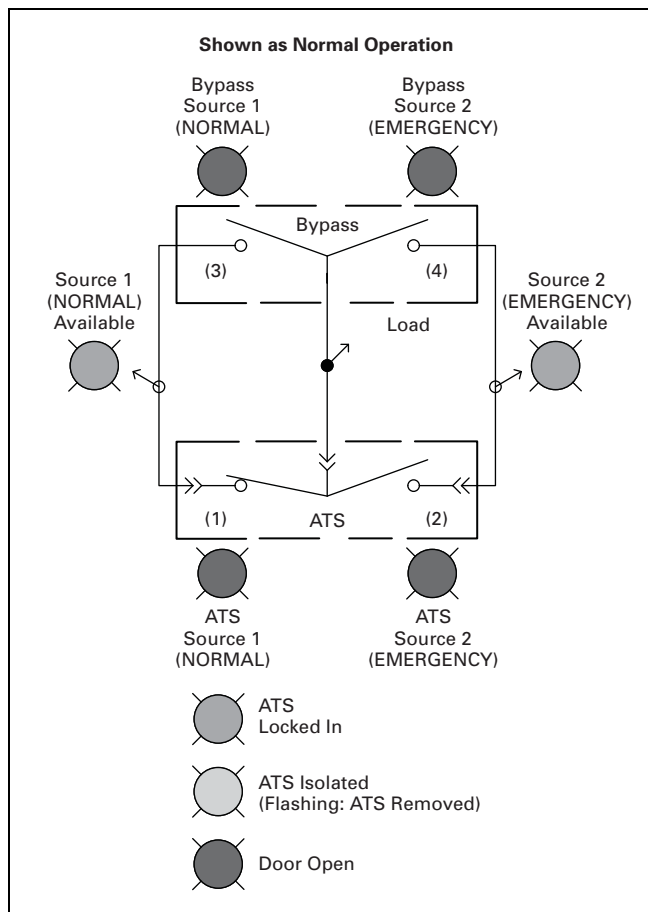 Shown as Normal Operation
Bypass
Source 1
(NORMAL)
Bypass
Source 2
(EMERGENCY)
Bypass
(3)
(4)
Source 1
(NORMAL)
Available
Source 2
(EMERGENCY)
Available
Load
(1)
ATS
(2)
ATS
Source 1
(NORMAL)
ATS
Source 2
(EMERGENCY)
ATS
Locked In
ATS Isolated
(Flashing: ATS Removed)
Door Open